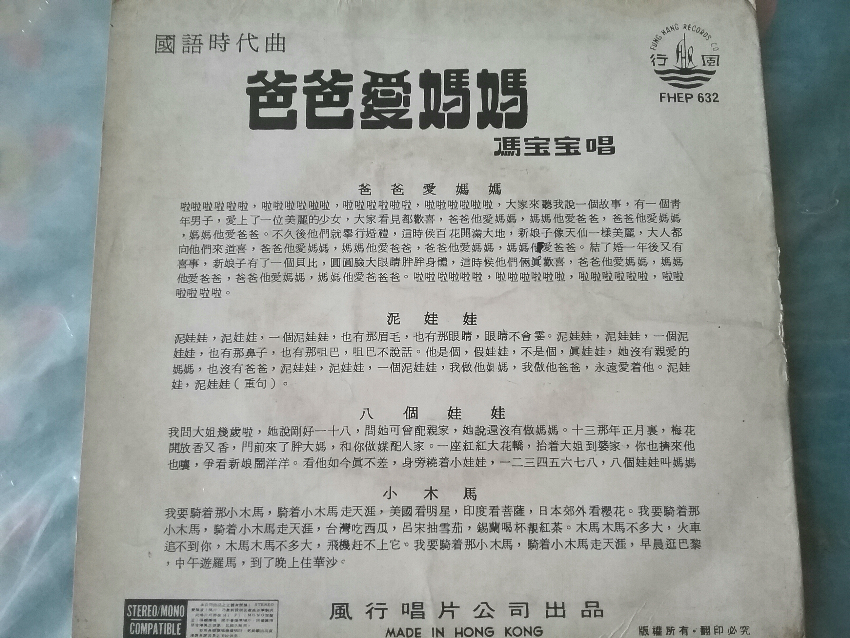 國語時代曲
FUNG HANG RECORDS CO
FHR
行風
FHEP 632
爸爸愛媽媽
馮宝宝唱
爸爸愛媽媽
啦啦啦啦啦啦，啦啦啦啦啦啦，啦啦啦啦啦啦，啦啦啦啦啦啦，大家來聽我說一個故事，有一個青
年男子，愛上了一位美麗的少女，大家看見都歡喜，爸爸他愛媽媽，媽媽他愛爸爸，爸爸他愛媽媽
，媽媽他愛爸爸。不久後他們就舉行婚禮，這時候百花開滿大地，新娘子像天仙一樣美麗，大人都
向他們來道喜，爸爸他愛媽媽，媽媽他愛爸爸，爸爸他愛媽媽，媽媽他愛爸爸。結了婚一年後又有
喜事，新娘子有了一個貝比，圓圓臉大眼睛胖胖身體，這時候他們倆眞歡喜，爸爸他愛媽媽，媽媽
他愛爸爸，爸爸他愛媽媽，媽媽他愛爸爸。啦啦啦啦啦啦，啦啦啦啦啦啦，啦啦啦啦啦啦，啦啦
啦啦啦啦。
泥娃娃
泥娃娃，泥娃娃，一個泥娃娃，也有那眉毛，也有那眼睛，眼睛不會霎。泥娃娃，泥娃娃，一個泥
娃娃，也有那鼻子，也有那咀巴，咀巴不說話。他是個，假娃娃，不是個，眞娃娃，她沒有親愛的
媽媽，也沒有爸爸，泥娃娃，泥娃娃，一個泥娃娃，我做他媽媽，我做他爸爸，永遠愛着他。泥娃
娃，泥娃娃（重句）。
八個娃娃
我問大姐幾歲啦，她說剛好一十八，問她可曾配親家，她說還沒有做媽媽。十三那年正月裏，梅花
開放香又香，門前來了胖大媽，和你做媒配人家。一座紅紅大花轎，抬着大姐到婆家，你也擠來他
也嚷，爭看新娘鬧洋洋。看他如今眞不差，身旁繞着小娃娃，一二三四五六七八，八個娃娃叫媽媽
小木馬
我要騎着那小木馬，騎着小木馬走天涯，美國看明星，印度看菩薩，日本郊外看櫻花。我要騎着那
小木馬，騎着小木馬走天涯，台灣吃西瓜，呂宋抽雪茄，錫蘭喝杯靚紅茶。木馬木馬不多大，火車
追不到你，木馬木馬不多大，飛機赶不上它。我要騎着那小木馬，騎着小木馬走天涯，早晨逛巴黎
，中午遊羅馬，到了晚上住華沙。
STEREO/MONO
COMPATIBLE
風行唱片公司出品
MADE IN HONG KONG
版權所有・翻印必究